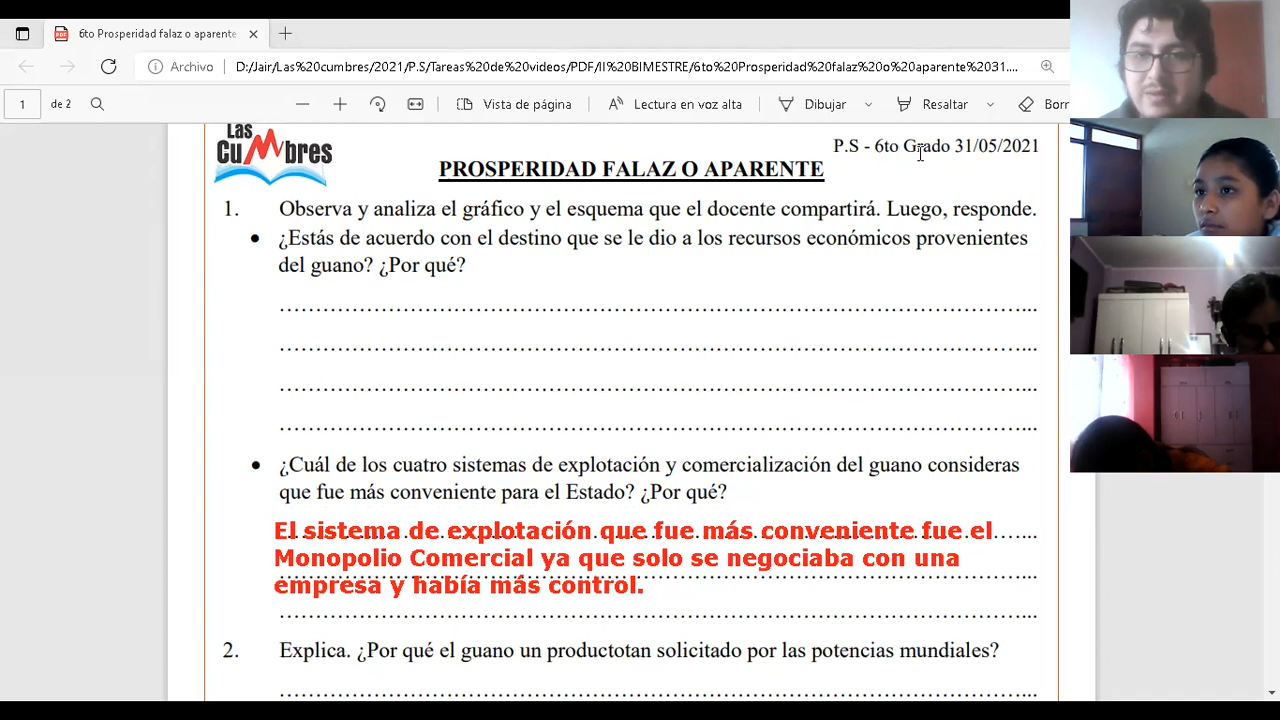 6to Prosperidad falaz o aparente
Archivo D:/Jair/Las%20cumbres/2021/P.S/Tareas%20de%20videos/PDF/II%20BIMESTRE/6to%20Prosperidad%20falaz%20o%20aparente%2031....
1 de 2 Vista de página Lectura en voz alta Dibujar Resaltar Borr
Las
Cumbres
P.S - 6to Grado 31/05/2021
PROSPERIDAD FALAZ O APARENTE
1. Observa y analiza el gráfico y el esquema que el docente compartirá. Luego, responde.
• ¿Estás de acuerdo con el destino que se le dio a los recursos económicos provenientes
del guano? ¿Por qué?
• ¿Cuál de los cuatro sistemas de explotación y comercialización del guano consideras
que fue más conveniente para el Estado? ¿Por qué?
El sistema de explotación que fue más conveniente fue el
Monopolio Comercial ya que solo se negociaba con una
empresa y había más control.
2. Explica. ¿Por qué el guano un productotan solicitado por las potencias mundiales?